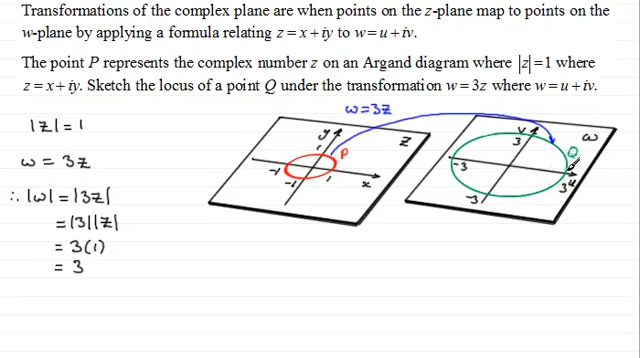 Transformations of the complex plane are when points on the z-plane map to points on the
w-plane by applying a formula relating z = x + iy to w = u + iv.
The point P represents the complex number z on an Argand diagram where |z| = 1 where
z = x + iy. Sketch the locus of a point Q under the transformation w = 3z where w = u + iv.
w = 3z
|z| = 1
w = 3z
∴ |w| = |3z|
= |3||z|
= 3(1)
= 3
y
1
P
z
-1
1
-1
x
v
w
3
Q
-3
3
u
-3